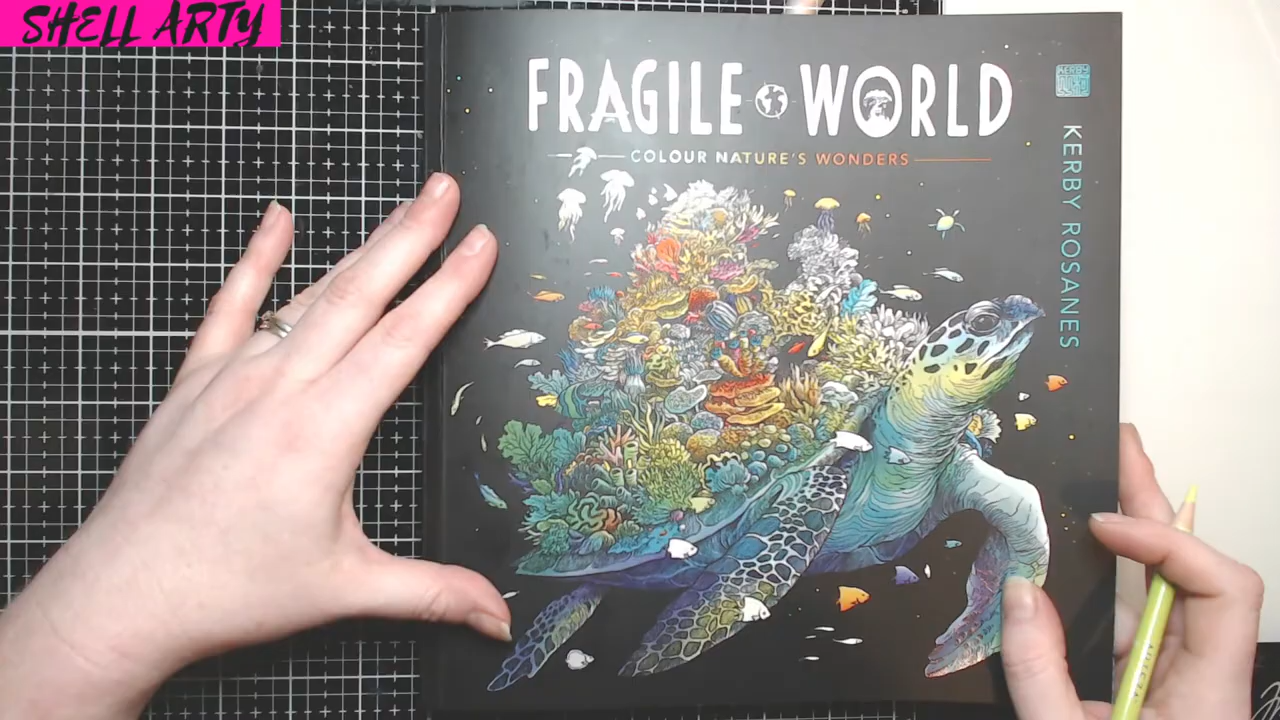 SHELL ARTY
FRAGILE WORLD
COLOUR NATURE'S WONDERS
KERBY ROSANES